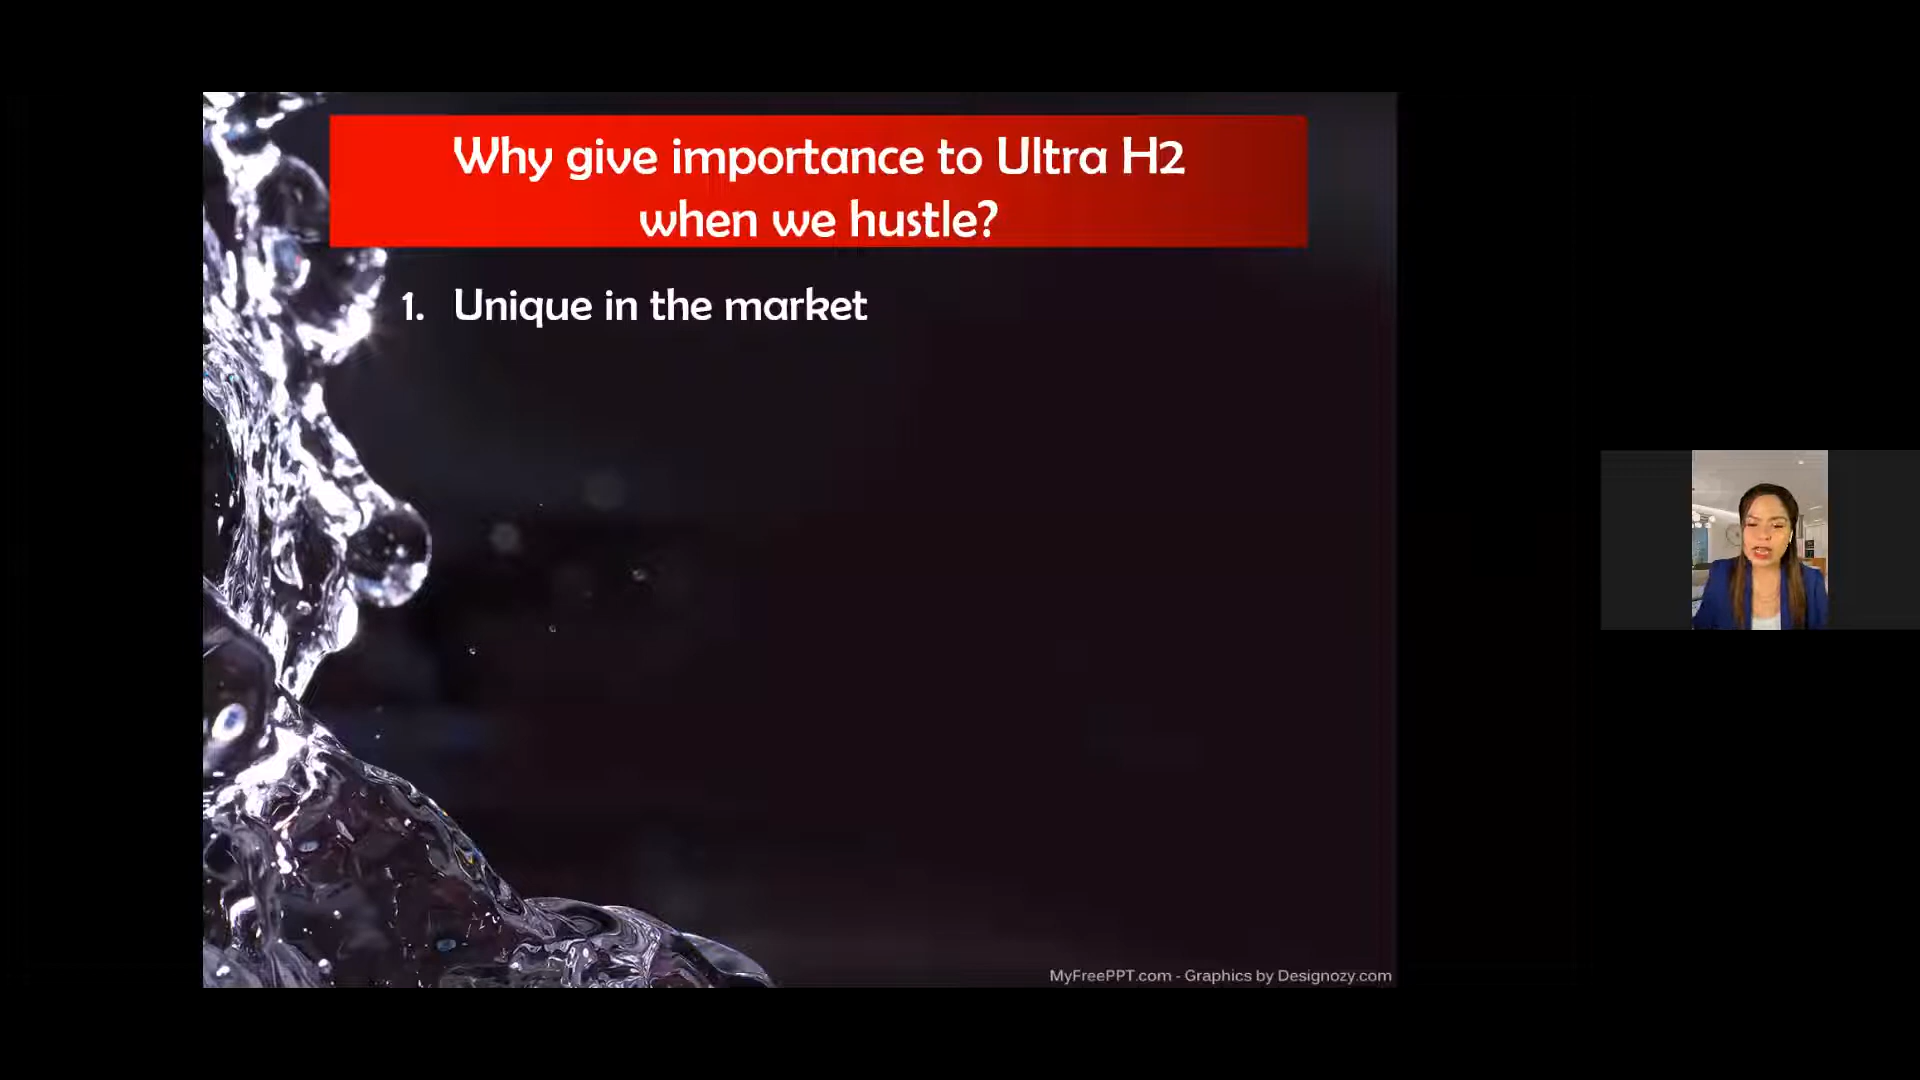 Why give importance to Ultra H2
when we hustle?
1. Unique in the market
MyFreePPT.com - Graphics by Designozy.com